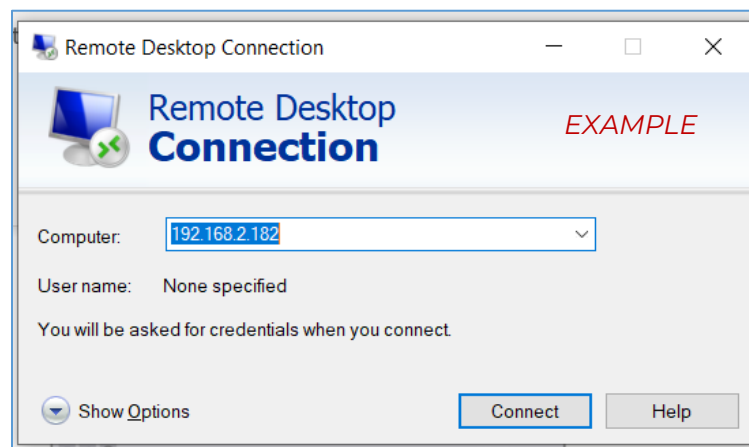 Remote Desktop Connection
Remote Desktop
Connection
EXAMPLE
Computer: 192.168.2.182
User name: None specified
You will be asked for credentials when you connect.
Show Options Connect Help